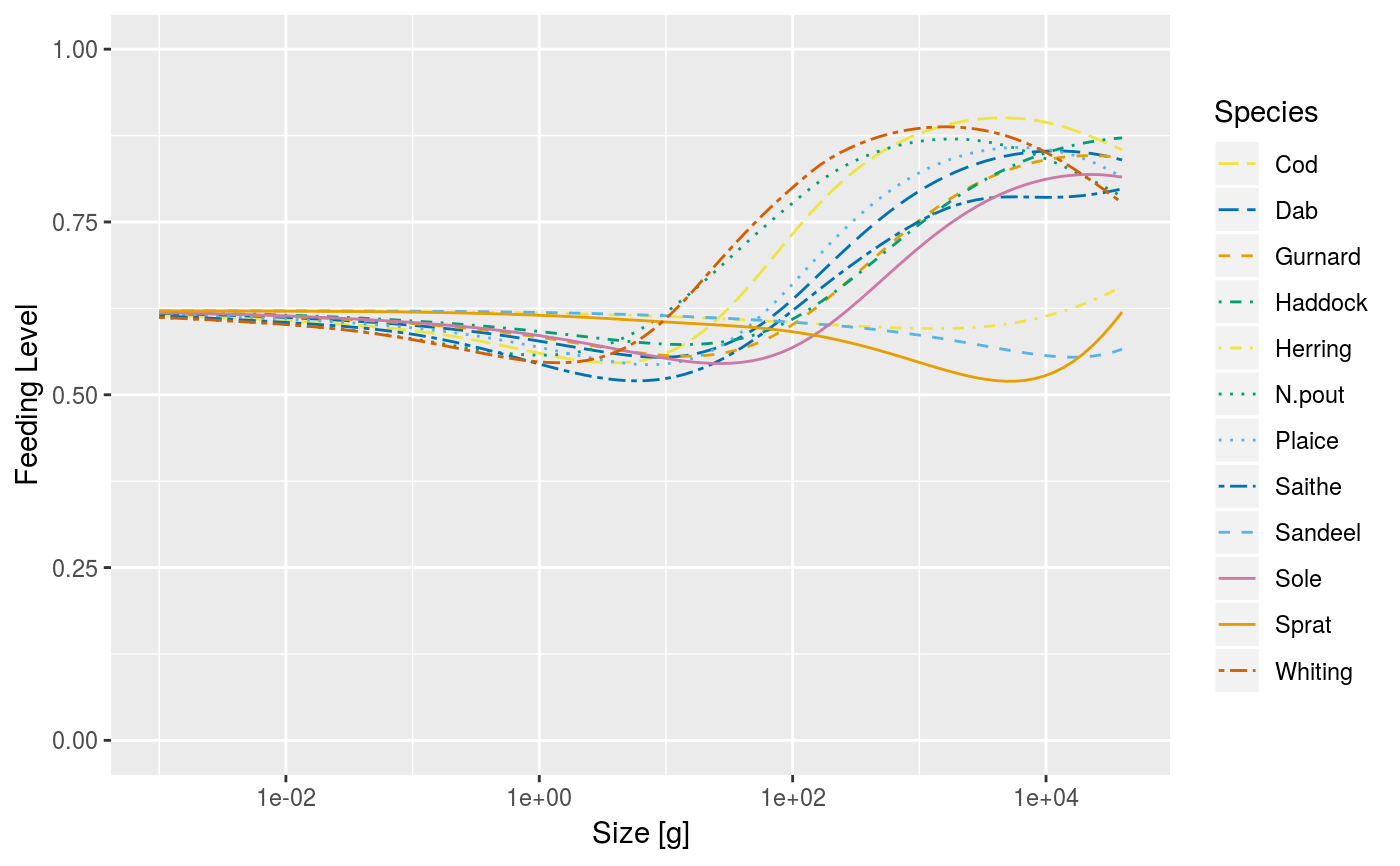 1.00
0.75
0.50
0.25
0.00
Feeding Level
1e-02
1e+00
1e+02
1e+04
Size [g]
Species
Cod
Dab
Gurnard
Haddock
Herring
N.pout
Plaice
Saithe
Sandeel
Sole
Sprat
Whiting